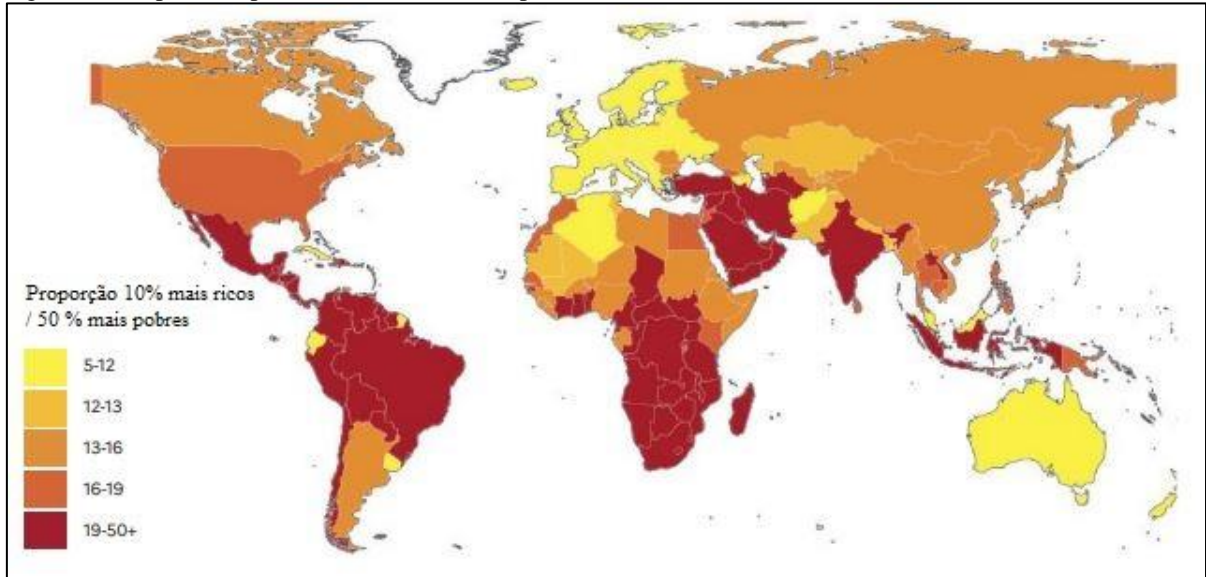 Proporção 10% mais ricos
/ 50 % mais pobres
5-12
12-13
13-16
16-19
19-50+